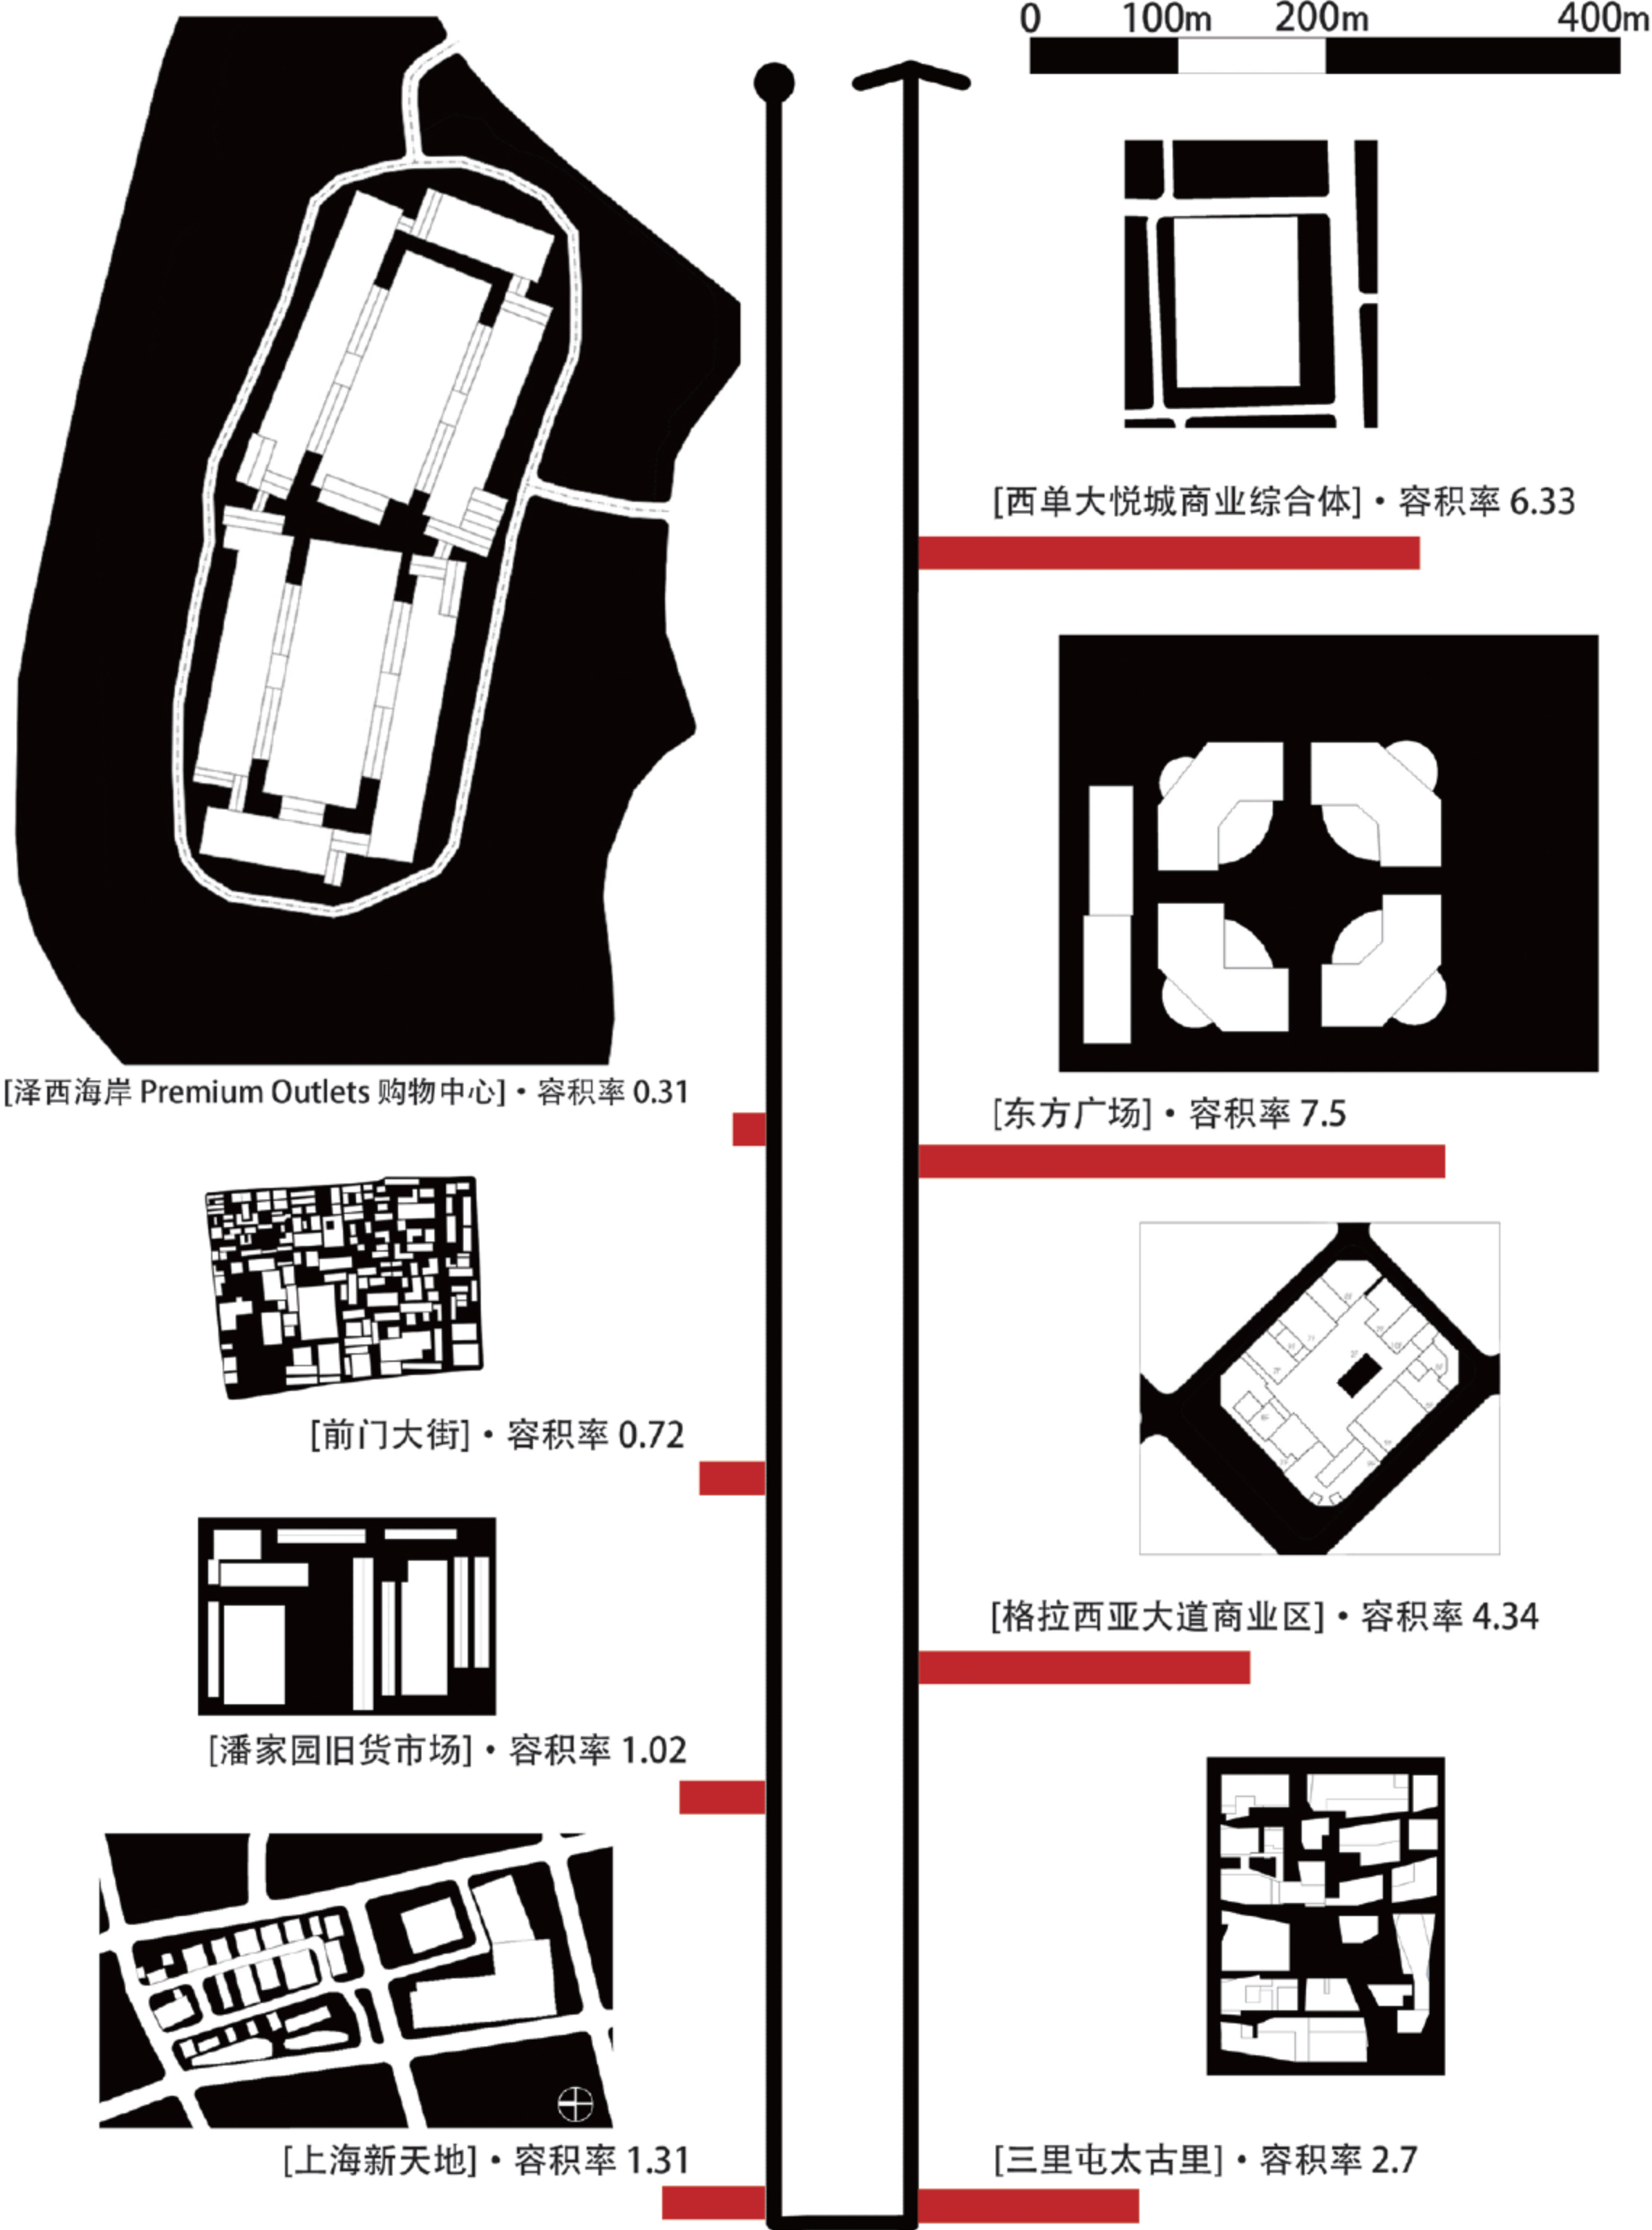 0 100m 200m 400m
[西单大悦城商业综合体]·容积率 6.33
[泽西海岸 Premium Outlets 购物中心]·容积率 0.31
[东方广场]·容积率 7.5
[前门大街]·容积率 0.72
[格拉西亚大道商业区]·容积率 4.34
[潘家园旧货市场]·容积率 1.02
[上海新天地]·容积率 1.31
[三里屯太古里]·容积率 2.7